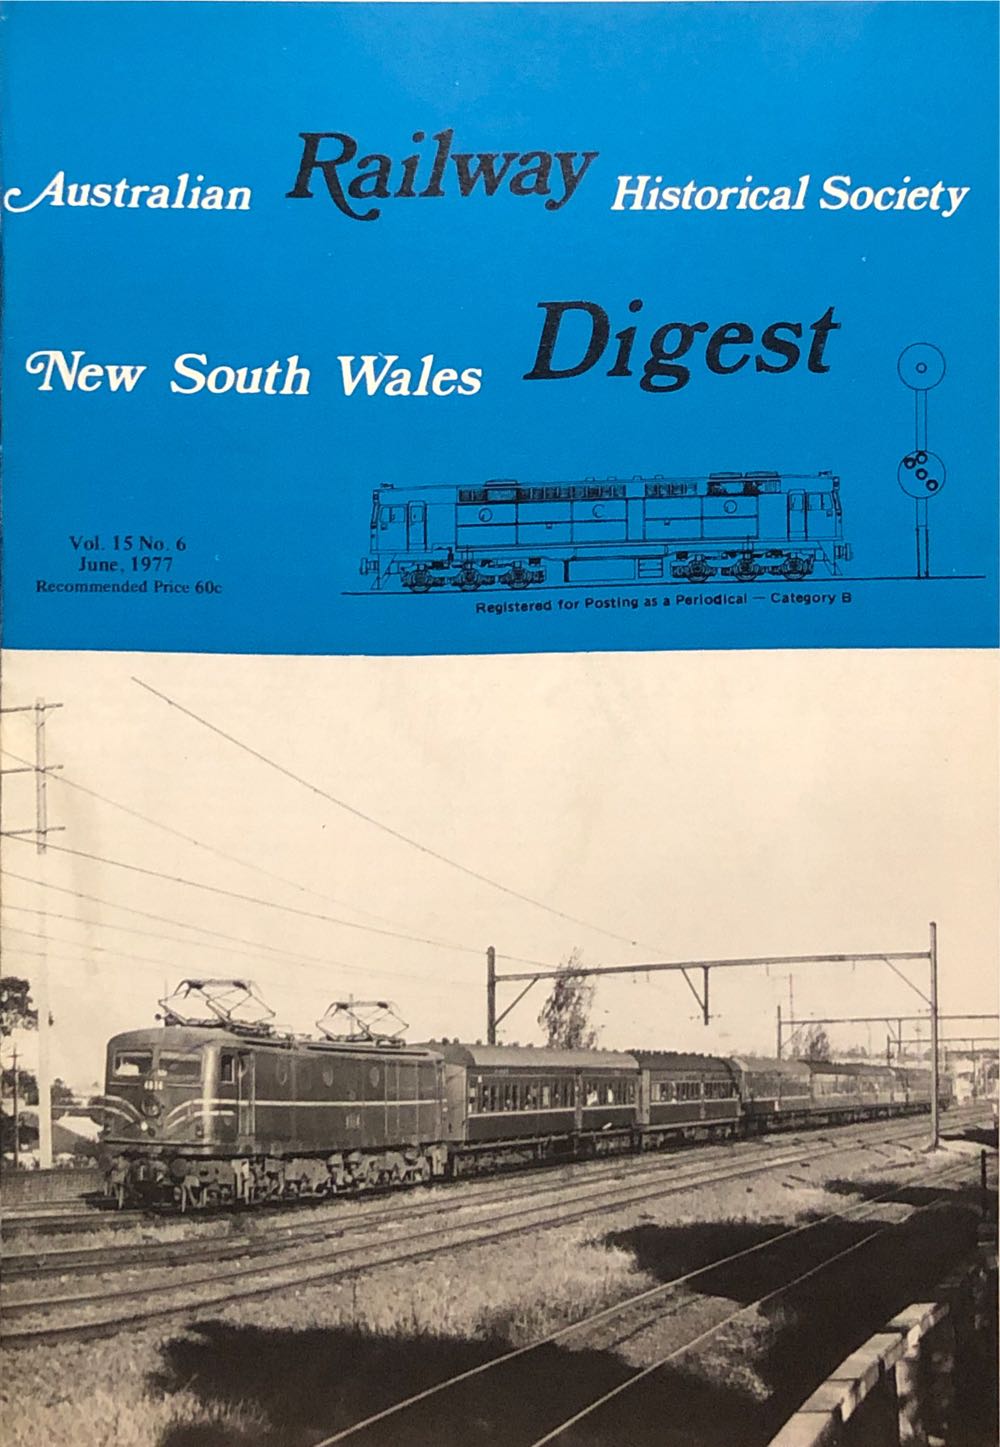 Australian Railway Historical Society
New South Wales Digest
Vol. 15 No. 6
June, 1977
Recommended Price 60c
Registered for Posting as a Periodical — Category B